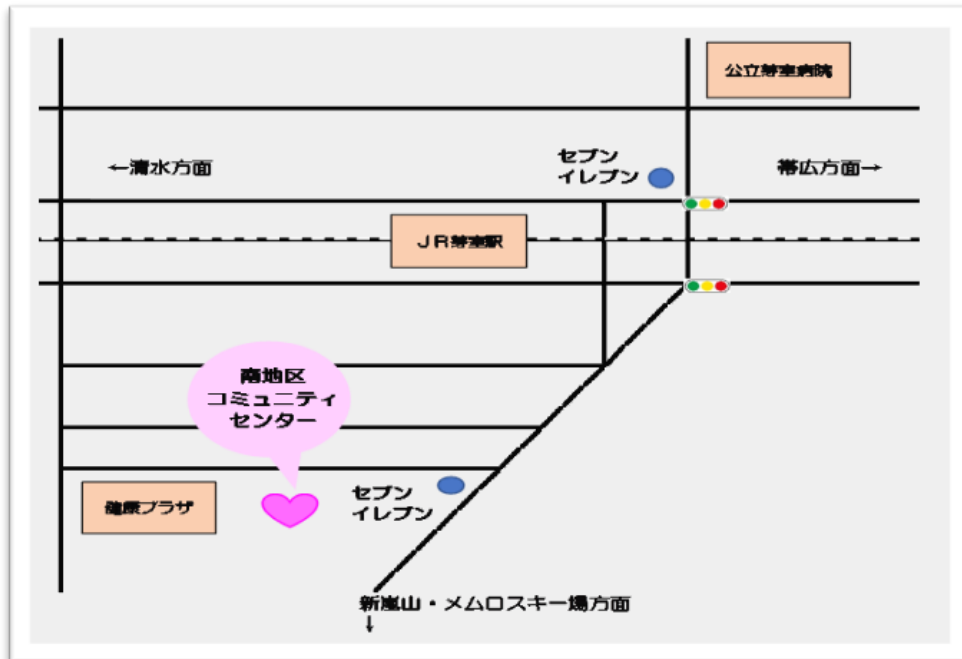 公立芽室病院
←清水方面
セブン
イレブン
帯広方面→
JR芽室駅
南地区
コミュニティ
センター
健康プラザ
セブン
イレブン
新嵐山・メムロスキー場方面
↓